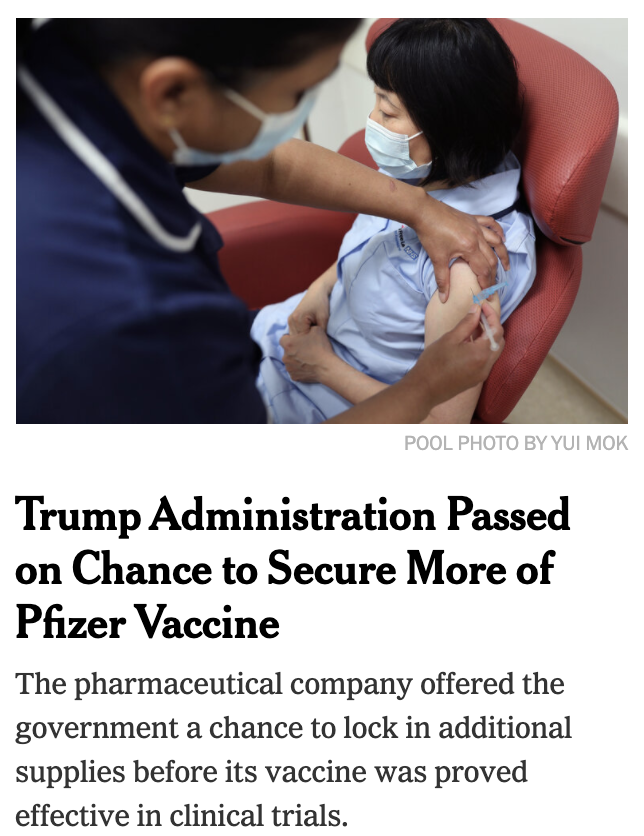 POOL PHOTO BY YUI MOK
Trump Administration Passed
on Chance to Secure More of
Pfizer Vaccine
The pharmaceutical company offered the
government a chance to lock in additional
supplies before its vaccine was proved
effective in clinical trials.